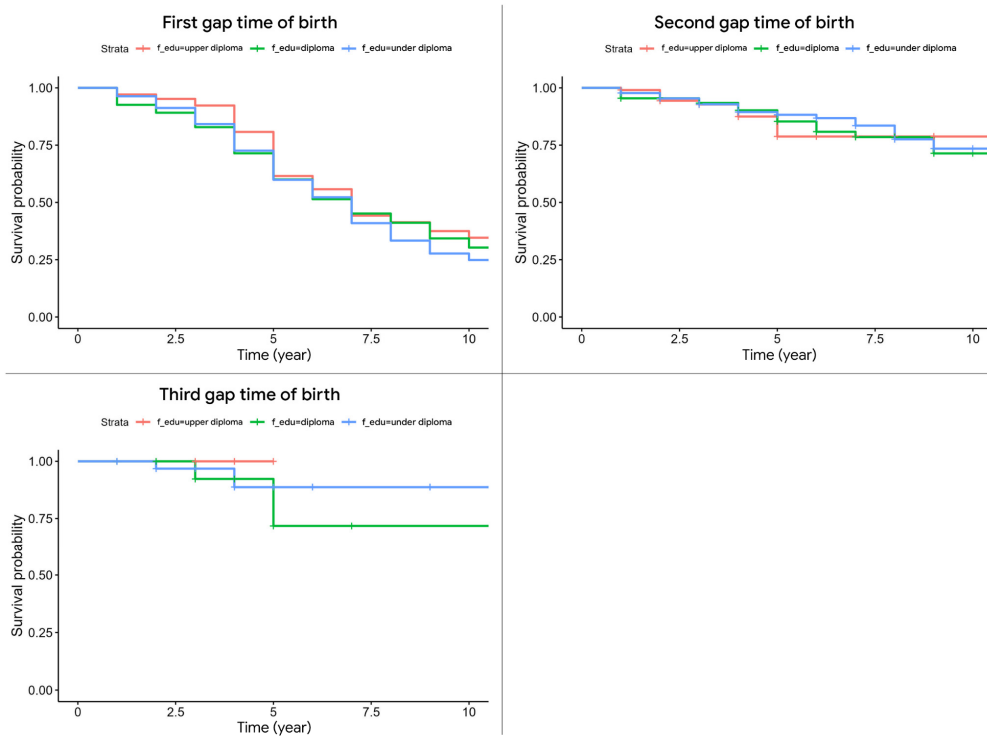 First gap time of birth
Strata f_edu=upper diploma f_edu=diploma f_edu=under diploma
Survival probability
1.00
0.75
0.50
0.25
0.00
0 2.5 5 7.5 10
Time (year)
Second gap time of birth
Strata f_edu=upper diploma f_edu=diploma f_edu=under diploma
Survival probability
1.00
0.75
0.50
0.25
0.00
0 2.5 5 7.5 10
Time (year)
Third gap time of birth
Strata f_edu=upper diploma f_edu=diploma f_edu=under diploma
Survival probability
1.00
0.75
0.50
0.25
0.00
0 2.5 5 7.5 10
Time (year)